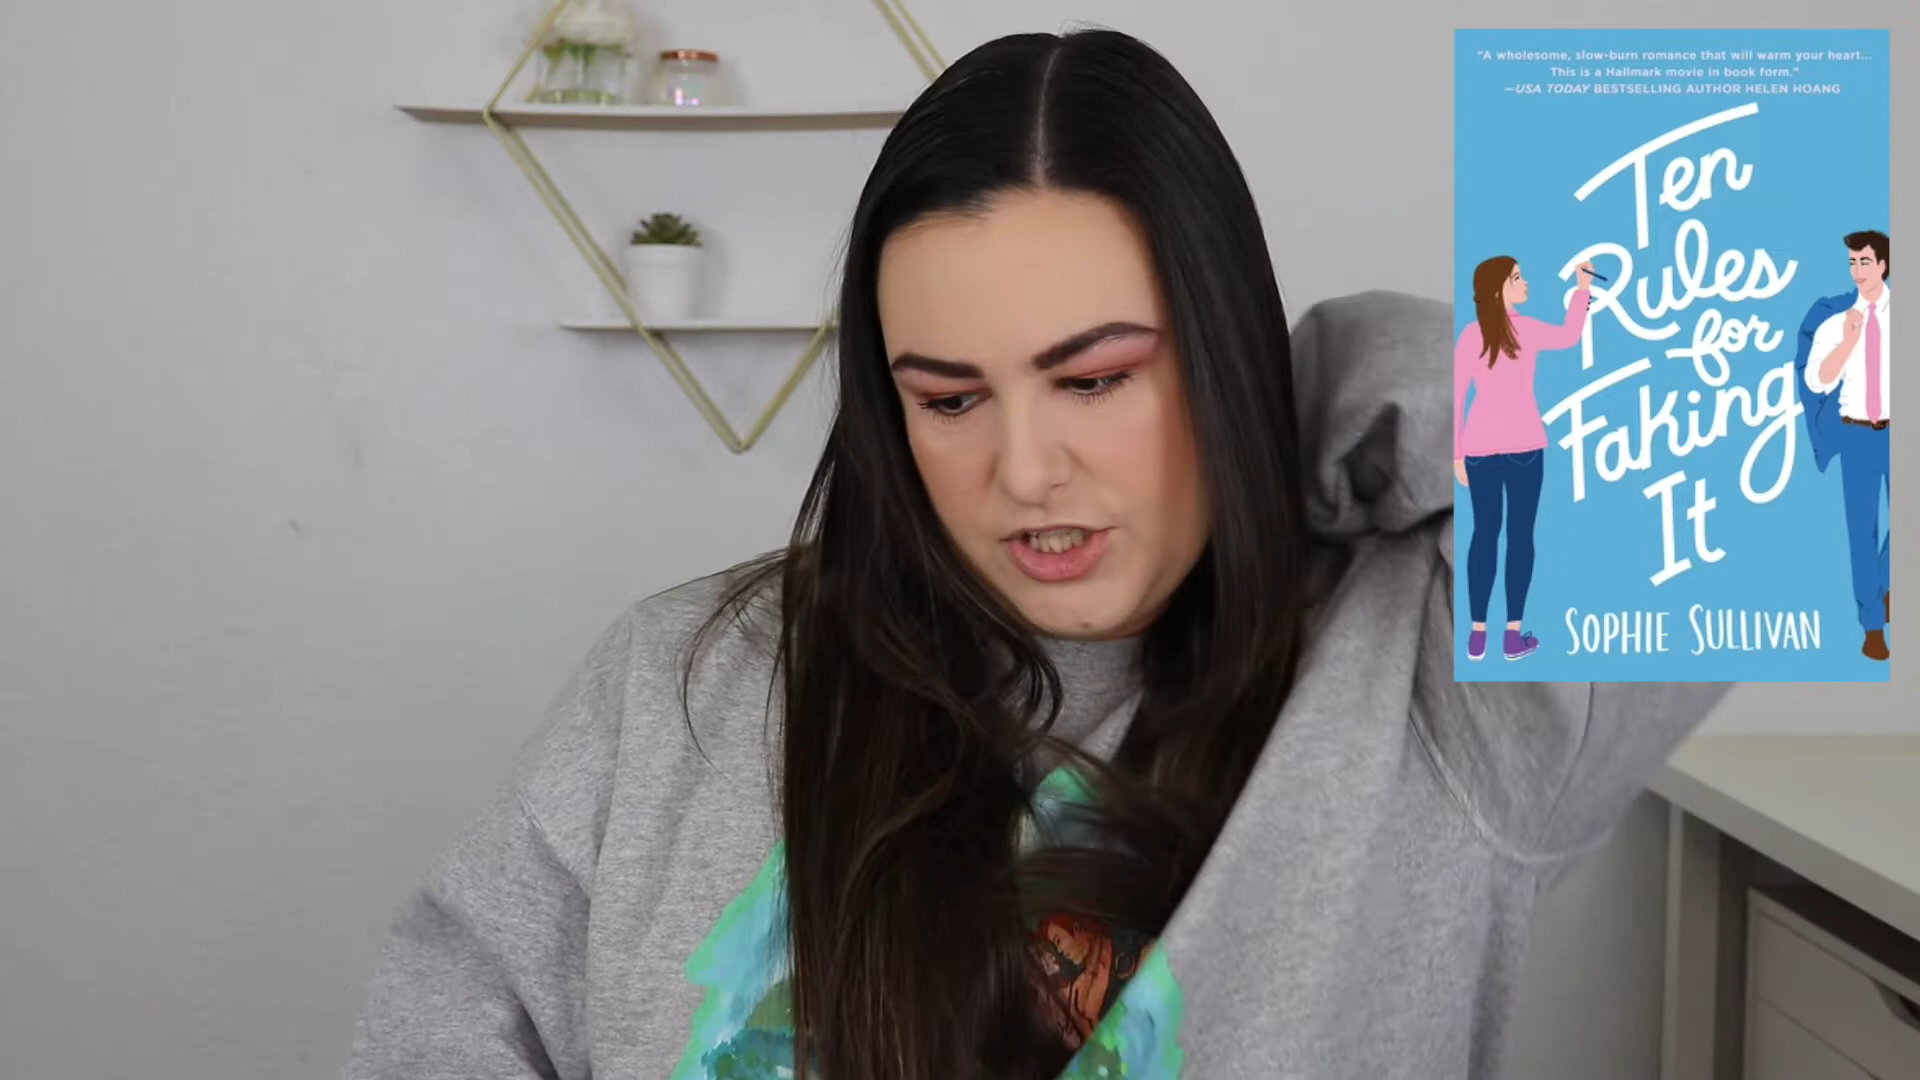 "A wholesome, slow-burn romance that will warm your heart...
This is a Hallmark movie in book form."
—USA TODAY BESTSELLING AUTHOR HELEN HOANG
Ten
Rules
for
Faking
It
SOPHIE SULLIVAN